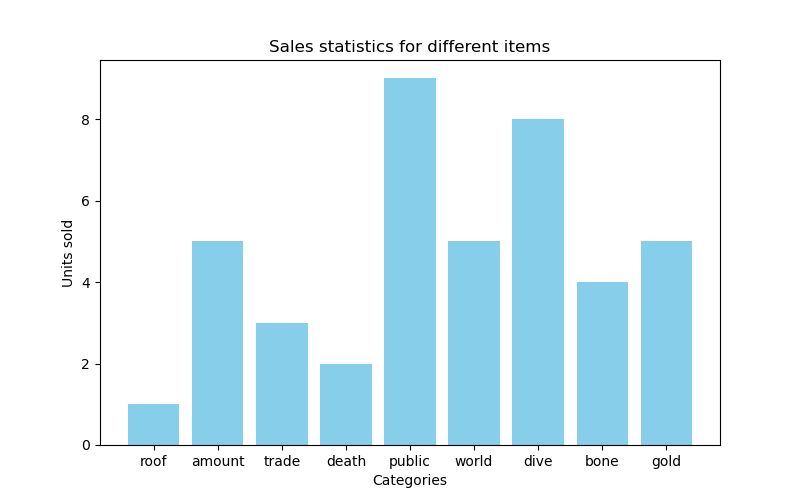 Sales statistics for different items
Units sold
8
6
4
2
0
roof amount trade death public world dive bone gold
Categories